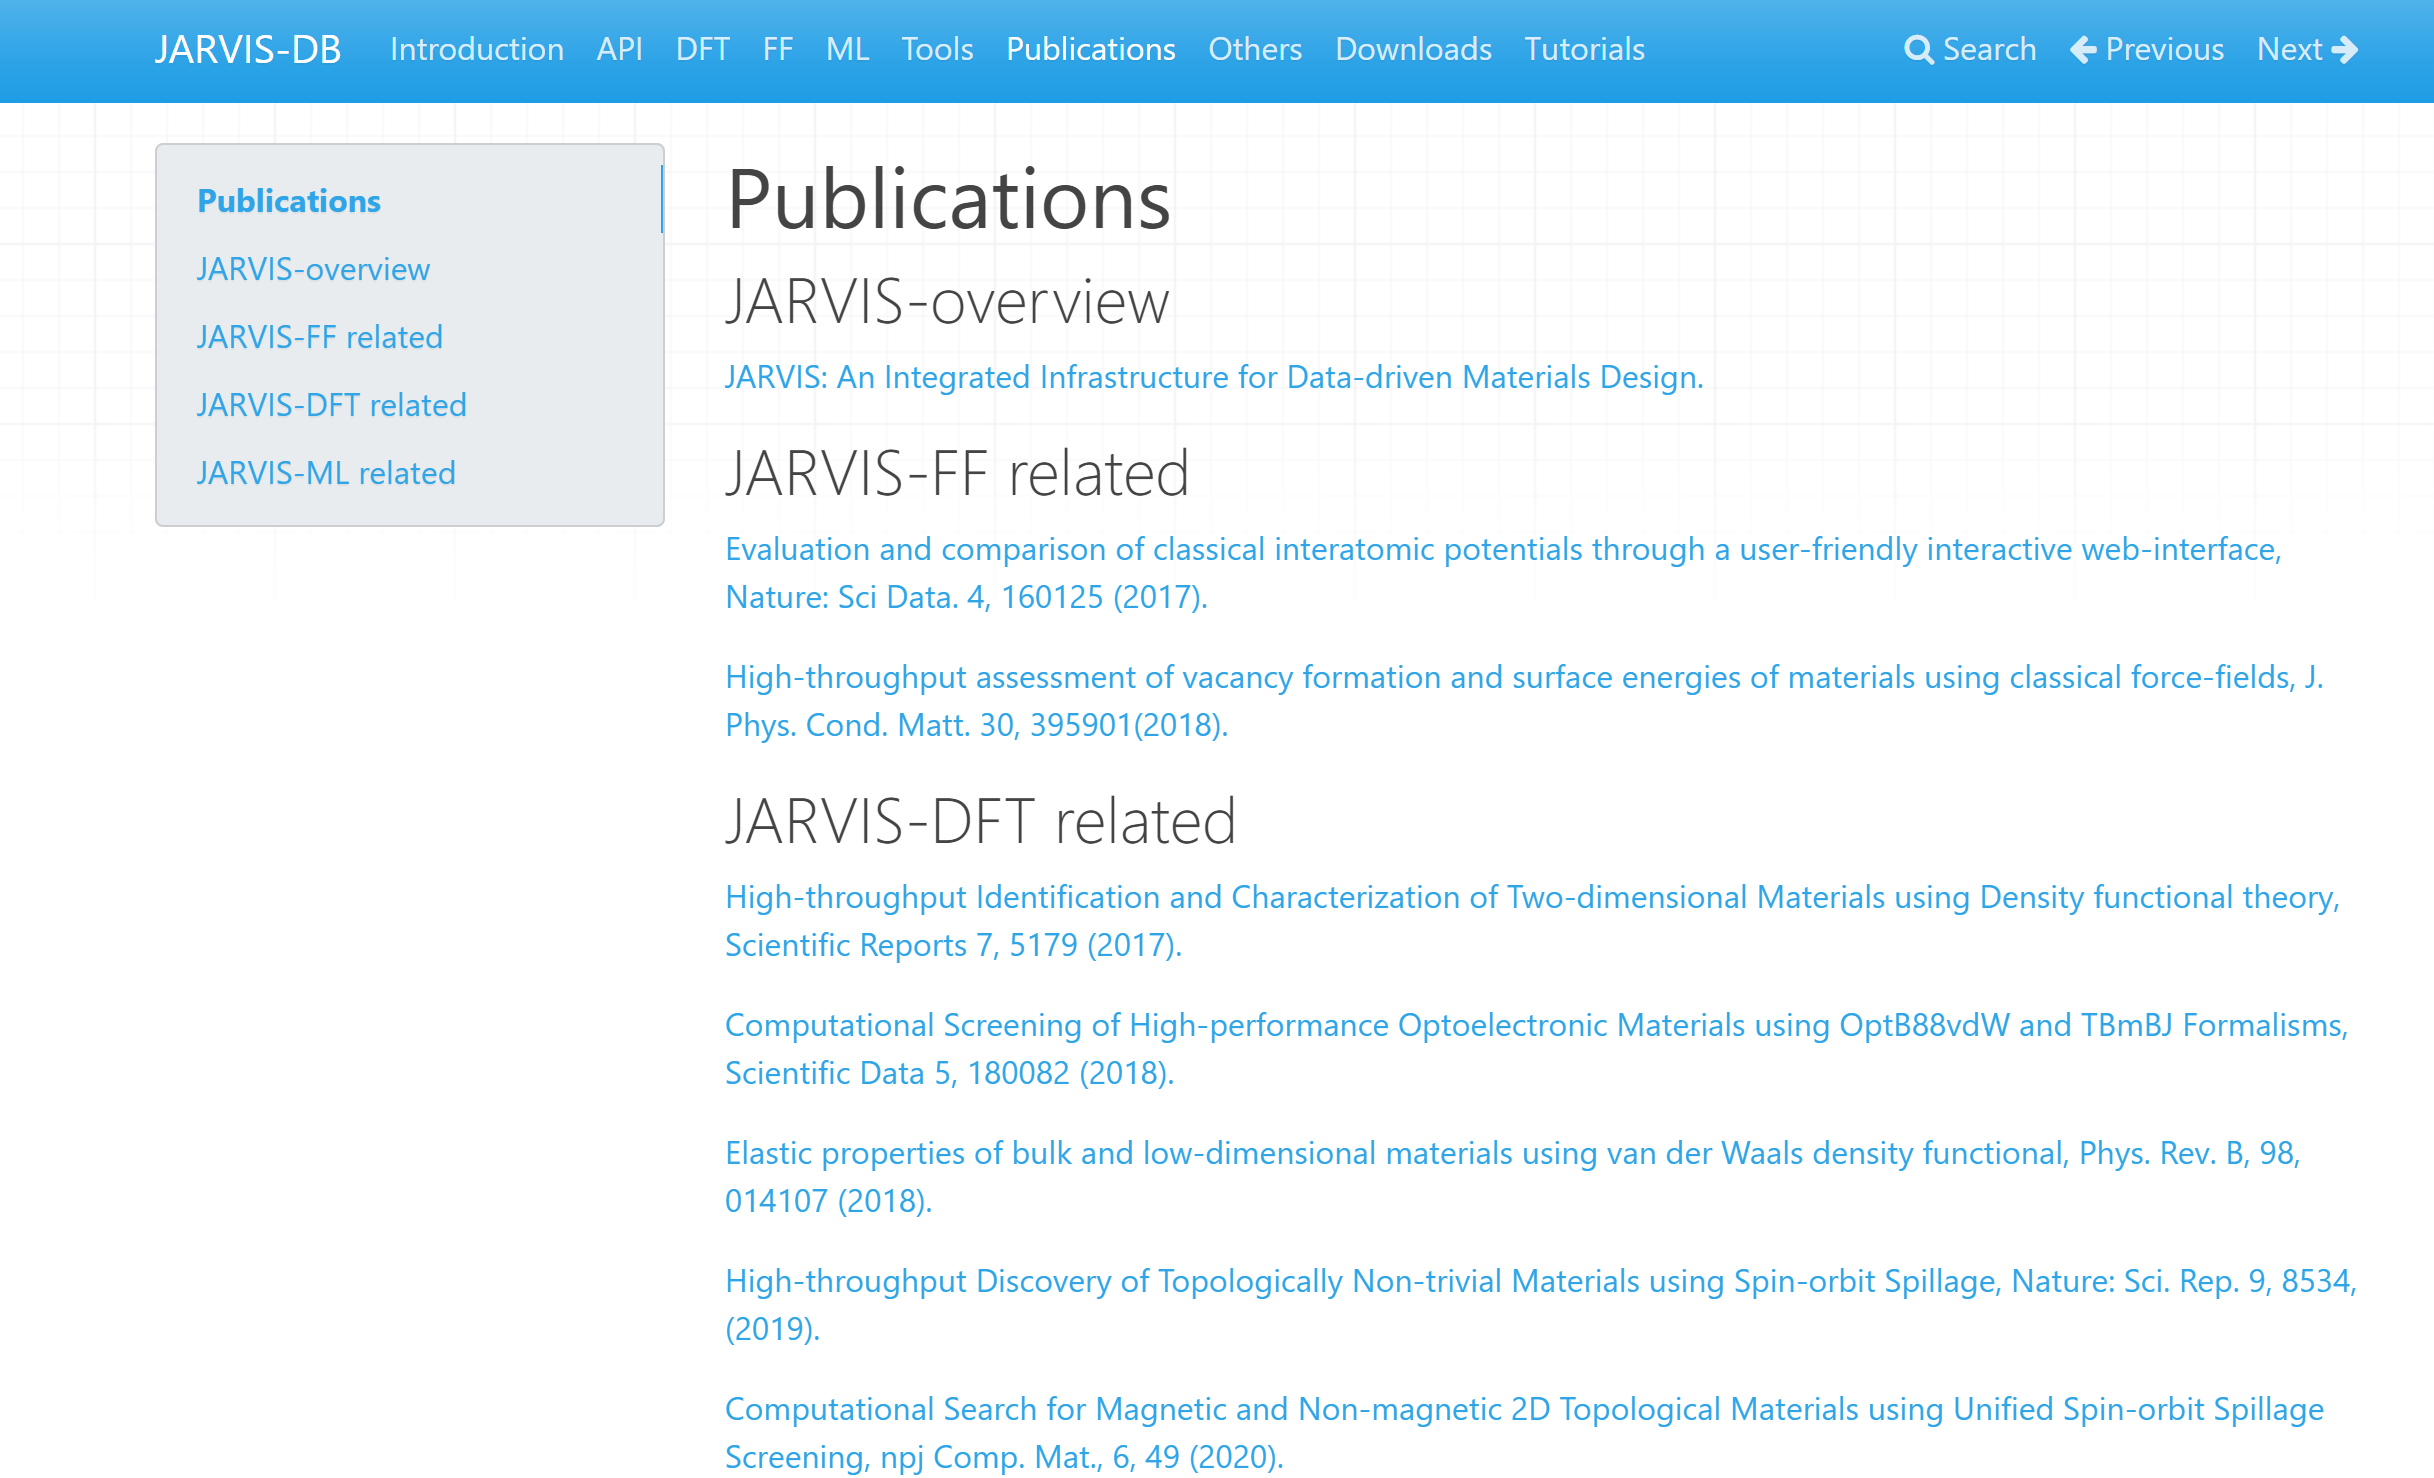 JARVIS-DB Introduction API DFT FF ML Tools Publications Others Downloads Tutorials Search Previous Next
Publications
JARVIS-overview
JARVIS-FF related
JARVIS-DFT related
JARVIS-ML related
Publications
JARVIS-overview
JARVIS: An Integrated Infrastructure for Data-driven Materials Design.
JARVIS-FF related
Evaluation and comparison of classical interatomic potentials through a user-friendly interactive web-interface,
Nature: Sci Data. 4, 160125 (2017).
High-throughput assessment of vacancy formation and surface energies of materials using classical force-fields, J.
Phys. Cond. Matt. 30, 395901(2018).
JARVIS-DFT related
High-throughput Identification and Characterization of Two-dimensional Materials using Density functional theory,
Scientific Reports 7, 5179 (2017).
Computational Screening of High-performance Optoelectronic Materials using OptB88vdW and TBmBJ Formalisms,
Scientific Data 5, 180082 (2018).
Elastic properties of bulk and low-dimensional materials using van der Waals density functional, Phys. Rev. B, 98,
014107 (2018).
High-throughput Discovery of Topologically Non-trivial Materials using Spin-orbit Spillage, Nature: Sci. Rep. 9, 8534,
(2019).
Computational Search for Magnetic and Non-magnetic 2D Topological Materials using Unified Spin-orbit Spillage
Screening, npj Comp. Mat., 6, 49 (2020).